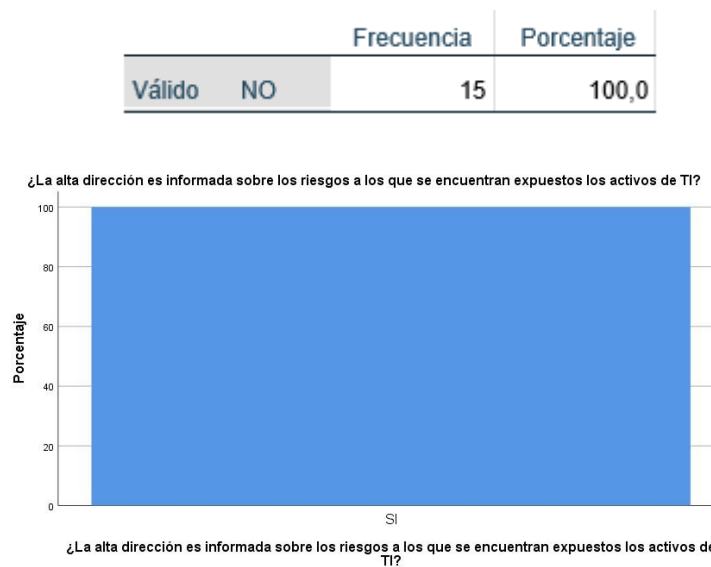 Frecuencia Porcentaje
Válido NO 15 100,0
¿La alta dirección es informada sobre los riesgos a los que se encuentran expuestos los activos de TI?
100
80
60
40
20
0
Porcentaje
SI
¿La alta dirección es informada sobre los riesgos a los que se encuentran expuestos los activos de
TI?